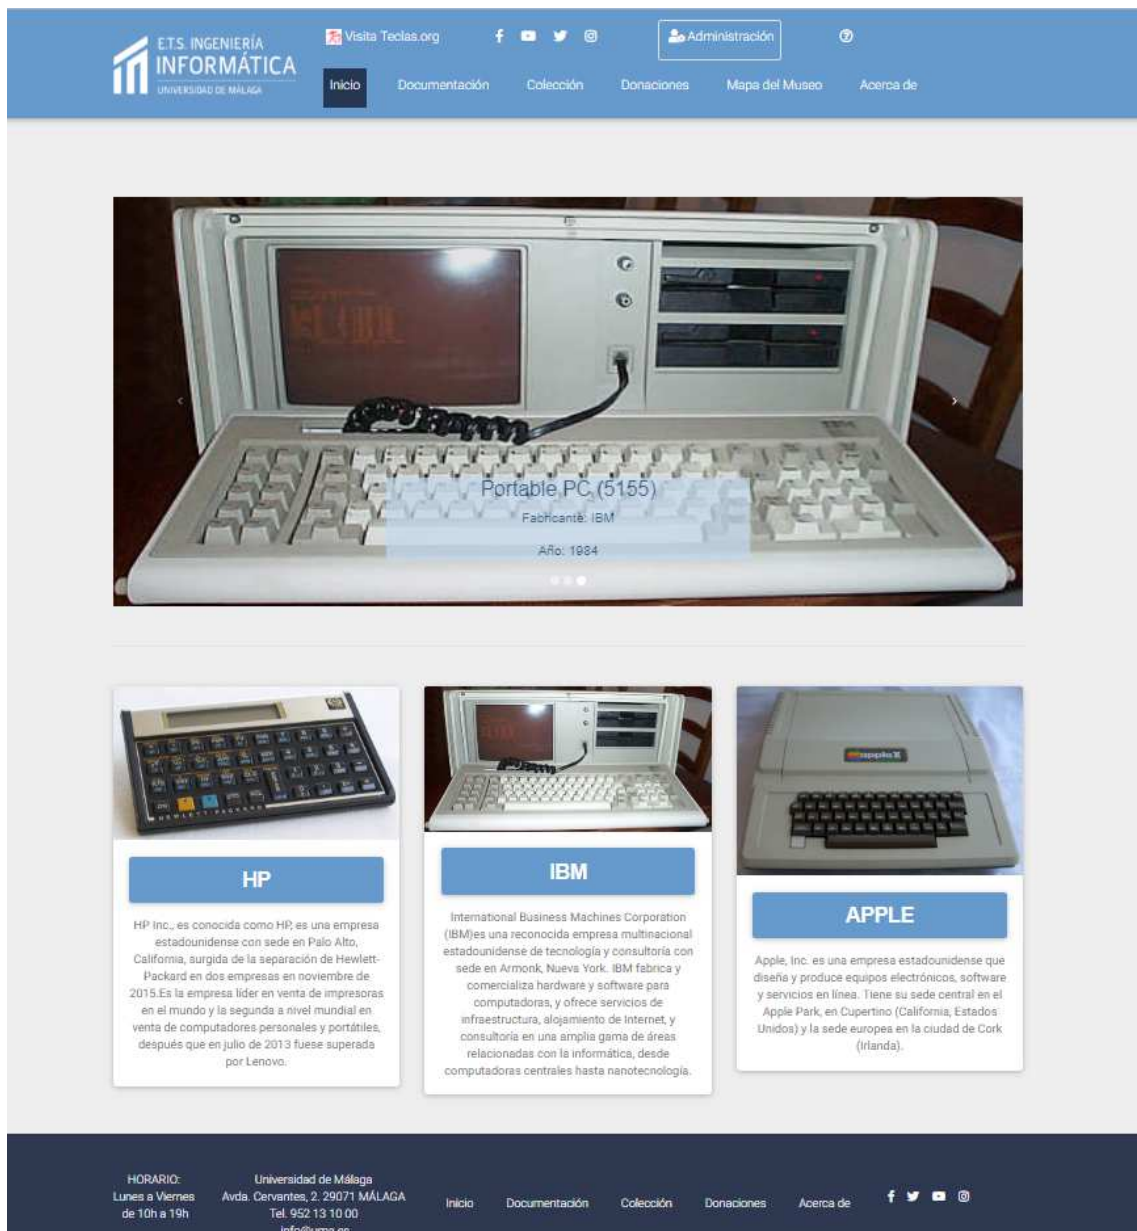 E.T.S. INGENIERÍA
INFORMÁTICA
UNIVERSIDAD DE MÁLAGA
Visita Teclas.org
Administración
Inicio Documentación Colección Donaciones Mapa del Museo Acerca de
IBM
Portable PC (5155)
Fabricante: IBM
Año: 1984
HEWLETT·PACKARD
apple II
HP
HP Inc., es conocida como HP, es una empresa
estadounidense con sede en Palo Alto,
California, surgida de la separación de Hewlett-
Packard en dos empresas en noviembre de
2015.Es la empresa líder en venta de impresoras
en el mundo y la segunda a nivel mundial en
venta de computadores personales y portátiles,
después que en julio de 2013 fuese superada
por Lenovo.
IBM
International Business Machines Corporation
(IBM)es una reconocida empresa multinacional
estadounidense de tecnología y consultoría con
sede en Armonk, Nueva York. IBM fabrica y
comercializa hardware y software para
computadoras, y ofrece servicios de
infraestructura, alojamiento de Internet, y
consultoría en una amplia gama de áreas
relacionadas con la informática, desde
computadoras centrales hasta nanotecnología.
APPLE
Apple, Inc. es una empresa estadounidense que
diseña y produce equipos electrónicos, software
y servicios en línea. Tiene su sede central en el
Apple Park, en Cupertino (California, Estados
Unidos) y la sede europea en la ciudad de Cork
(Irlanda).
HORARIO:
Lunes a Viernes
de 10h a 19h
Universidad de Málaga
Avda. Cervantes, 2. 29071 MÁLAGA
Tel. 952 13 10 00
info@uma.es
Inicio Documentación Colección Donaciones Acerca de